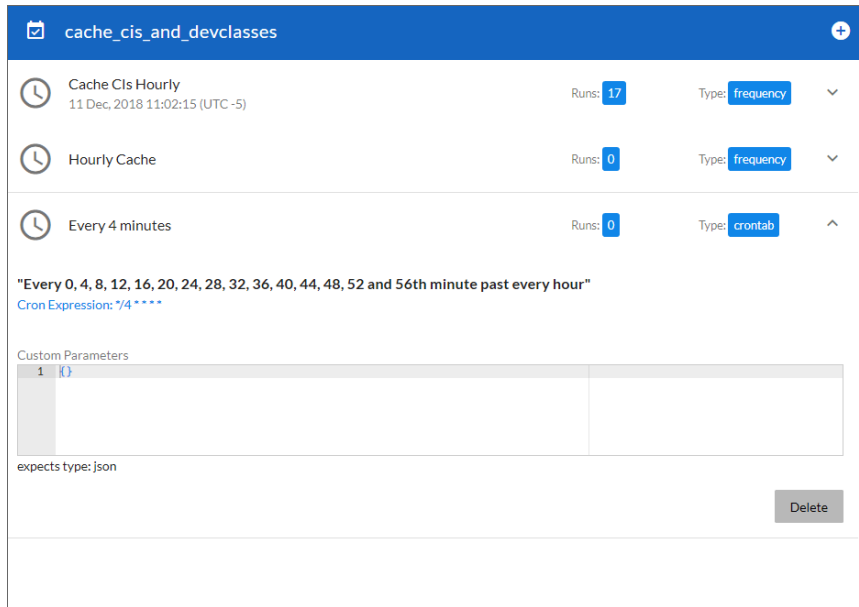 cache_cis_and_devclasses
Cache CIs Hourly
11 Dec, 2018 11:02:15 (UTC -5)
Runs: 17
Type: frequency
Hourly Cache
Runs: 0
Type: frequency
Every 4 minutes
Runs: 0
Type: crontab
"Every 0, 4, 8, 12, 16, 20, 24, 28, 32, 36, 40, 44, 48, 52 and 56th minute past every hour"
Cron Expression: */4 * * * *
Custom Parameters
1 {}
expects type: json
Delete